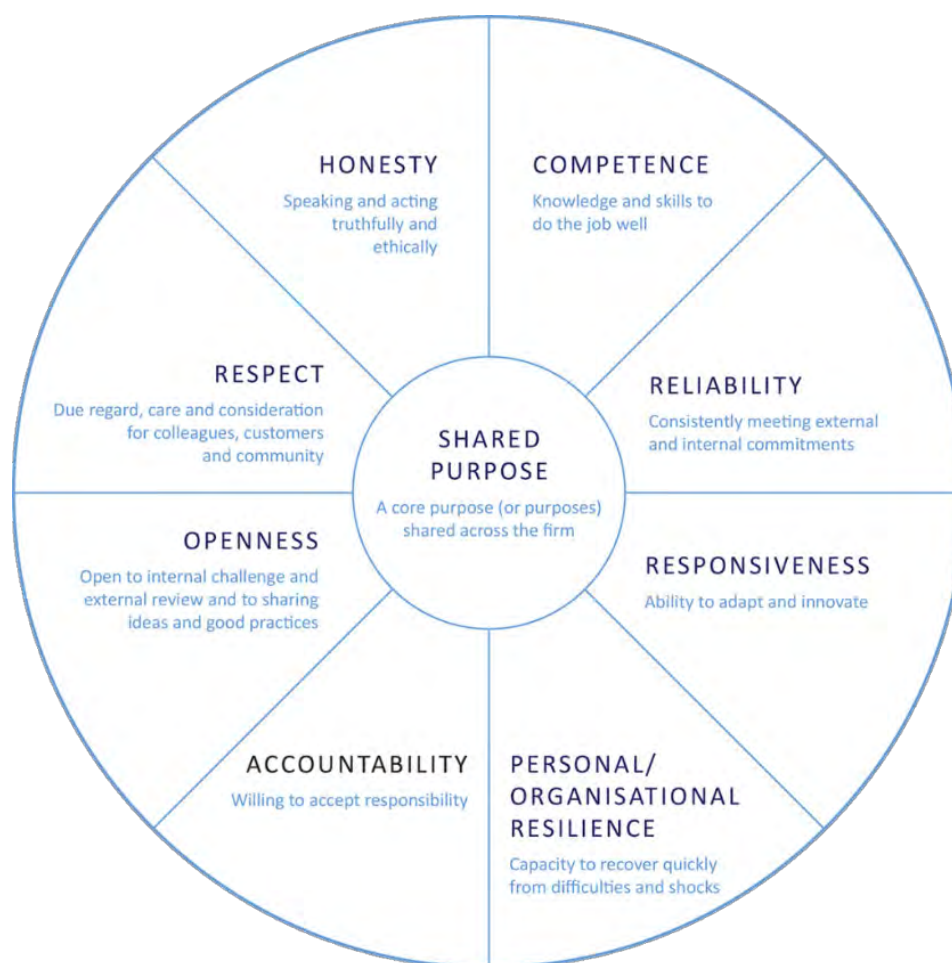 HONESTY
Speaking and acting
truthfully and
ethically
COMPETENCE
Knowledge and skills to
do the job well
RESPECT
Due regard, care and consideration
for colleagues, customers
and community
SHARED
PURPOSE
A core purpose (or purposes)
shared across the firm
RELIABILITY
Consistently meeting external
and internal commitments
OPENNESS
Open to internal challenge and
external review and to sharing
ideas and good practices
RESPONSIVENESS
Ability to adapt and innovate
ACCOUNTABILITY
Willing to accept responsibility
PERSONAL/
ORGANISATIONAL
RESILIENCE
Capacity to recover quickly
from difficulties and shocks